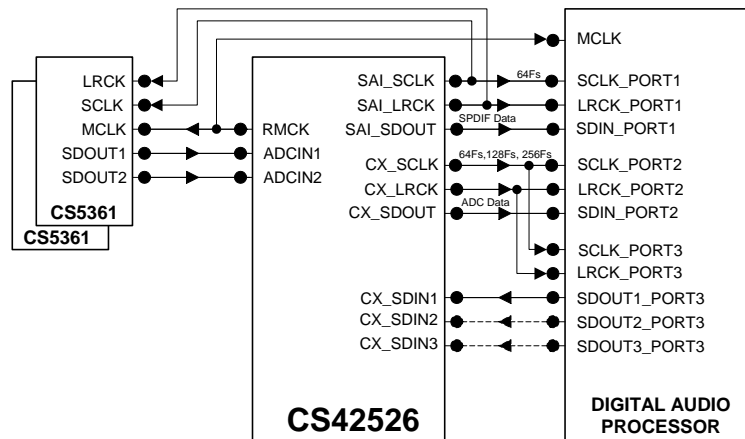 MCLK
LRCK
SCLK
MCLK
SDOUT1
SDOUT2
CS5361
CS5361
RMCK
ADCIN1
ADCIN2
SAI_SCLK
SAI_LRCK
SAI_SDOUT
CX_SCLK
CX_LRCK
CX_SDOUT
CX_SDIN1
CX_SDIN2
CX_SDIN3
CS42526
64Fs
SPDIF Data
64Fs,128Fs, 256Fs
ADC Data
SCLK_PORT1
LRCK_PORT1
SDIN_PORT1
SCLK_PORT2
LRCK_PORT2
SDIN_PORT2
SCLK_PORT3
LRCK_PORT3
SDOUT1_PORT3
SDOUT2_PORT3
SDOUT3_PORT3
DIGITAL AUDIO
PROCESSOR